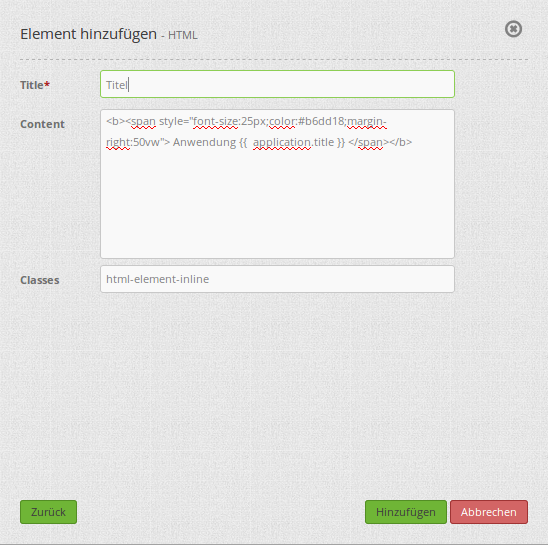 Element hinzufügen - HTML
Title*
Titel
Content
<b><span style="font-size:25px;color:#b6dd18;margin-
right:50vw"> Anwendung {{  application.title }} </span></b>
Classes
html-element-inline
Zurück
Hinzufügen
Abbrechen